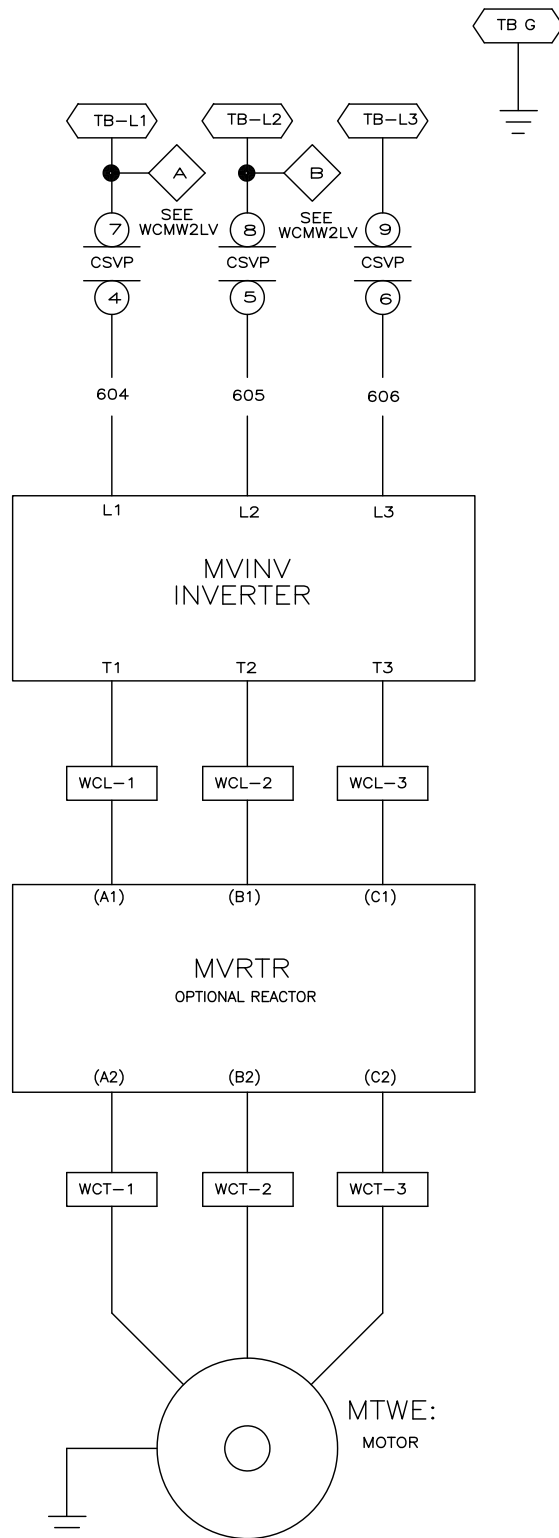 TB G
TB-L1 TB-L2 TB-L3
A B
SEE WCMW2LV SEE WCMW2LV
7 8 9
CSVP CSVP CSVP
4 5 6
604 605 606
L1 L2 L3
MVINV
INVERTER
T1 T2 T3
WCL-1 WCL-2 WCL-3
(A1) (B1) (C1)
MVRTR
OPTIONAL REACTOR
(A2) (B2) (C2)
WCT-1 WCT-2 WCT-3
MTWE:
MOTOR